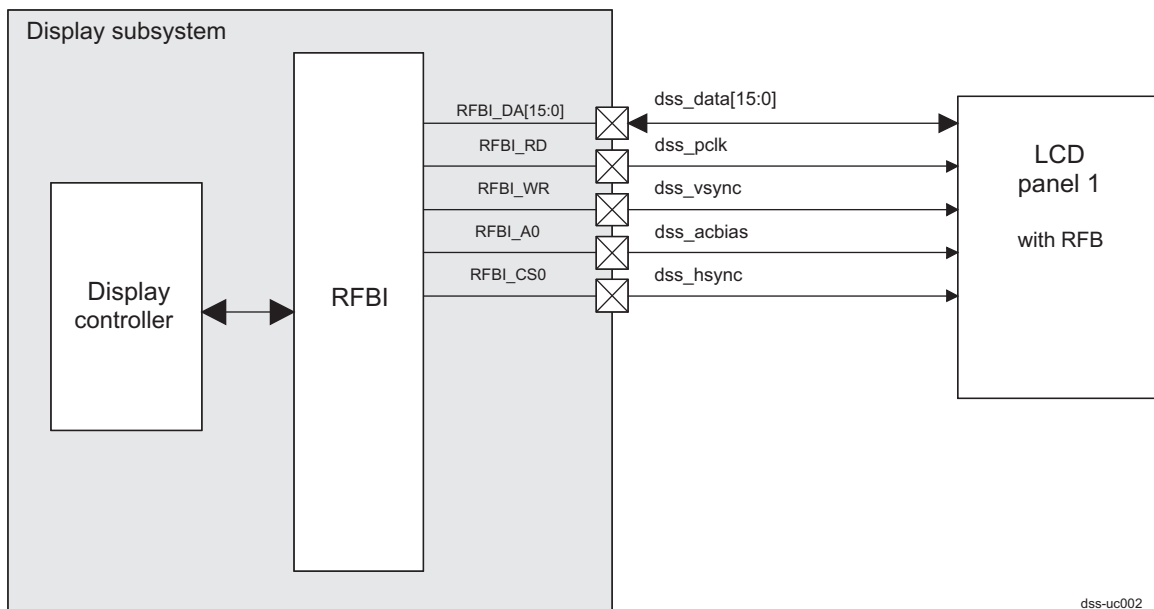 Display subsystem
RFBI_DA[15:0]
dss_data[15:0]
RFBI_RD
dss_pclk
RFBI_WR
dss_vsync
RFBI_A0
dss_acbias
RFBI_CS0
dss_hsync
Display
controller
RFBI
LCD
panel 1
with RFB
dss-uc002